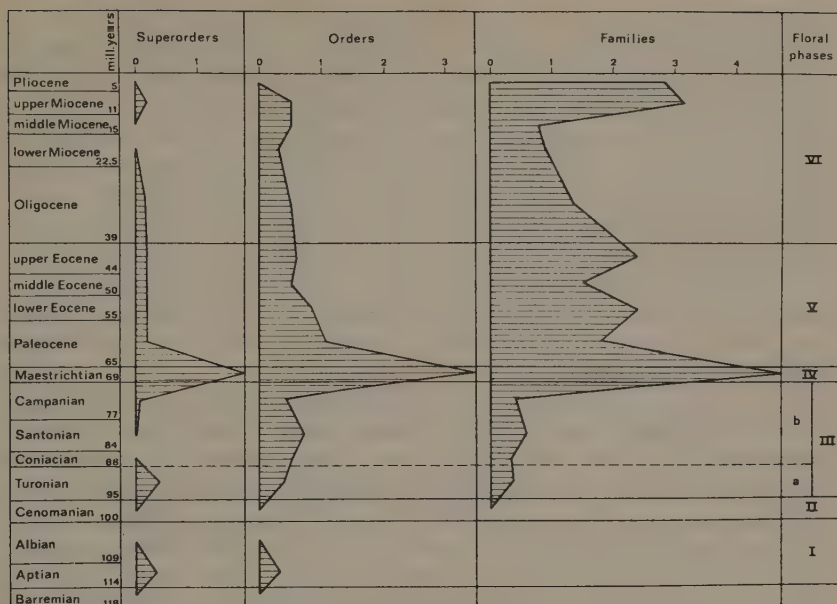 mill.years
Superorders
Orders
Families
Floral phases
0 1
0 1 2 3
0 1 2 3 4
Pliocene 5
upper Miocene 11
middle Miocene 15
lower Miocene 22.5
Oligocene 39
VI
upper Eocene 44
middle Eocene 50
lower Eocene 55
Paleocene 65
V
Maestrichtian 69
IV
Campanian 77
Santonian 84
b
III
Coniacian 88
Turonian 95
a
Cenomanian 100
II
Albian 109
I
Aptian 114
Barremian 118